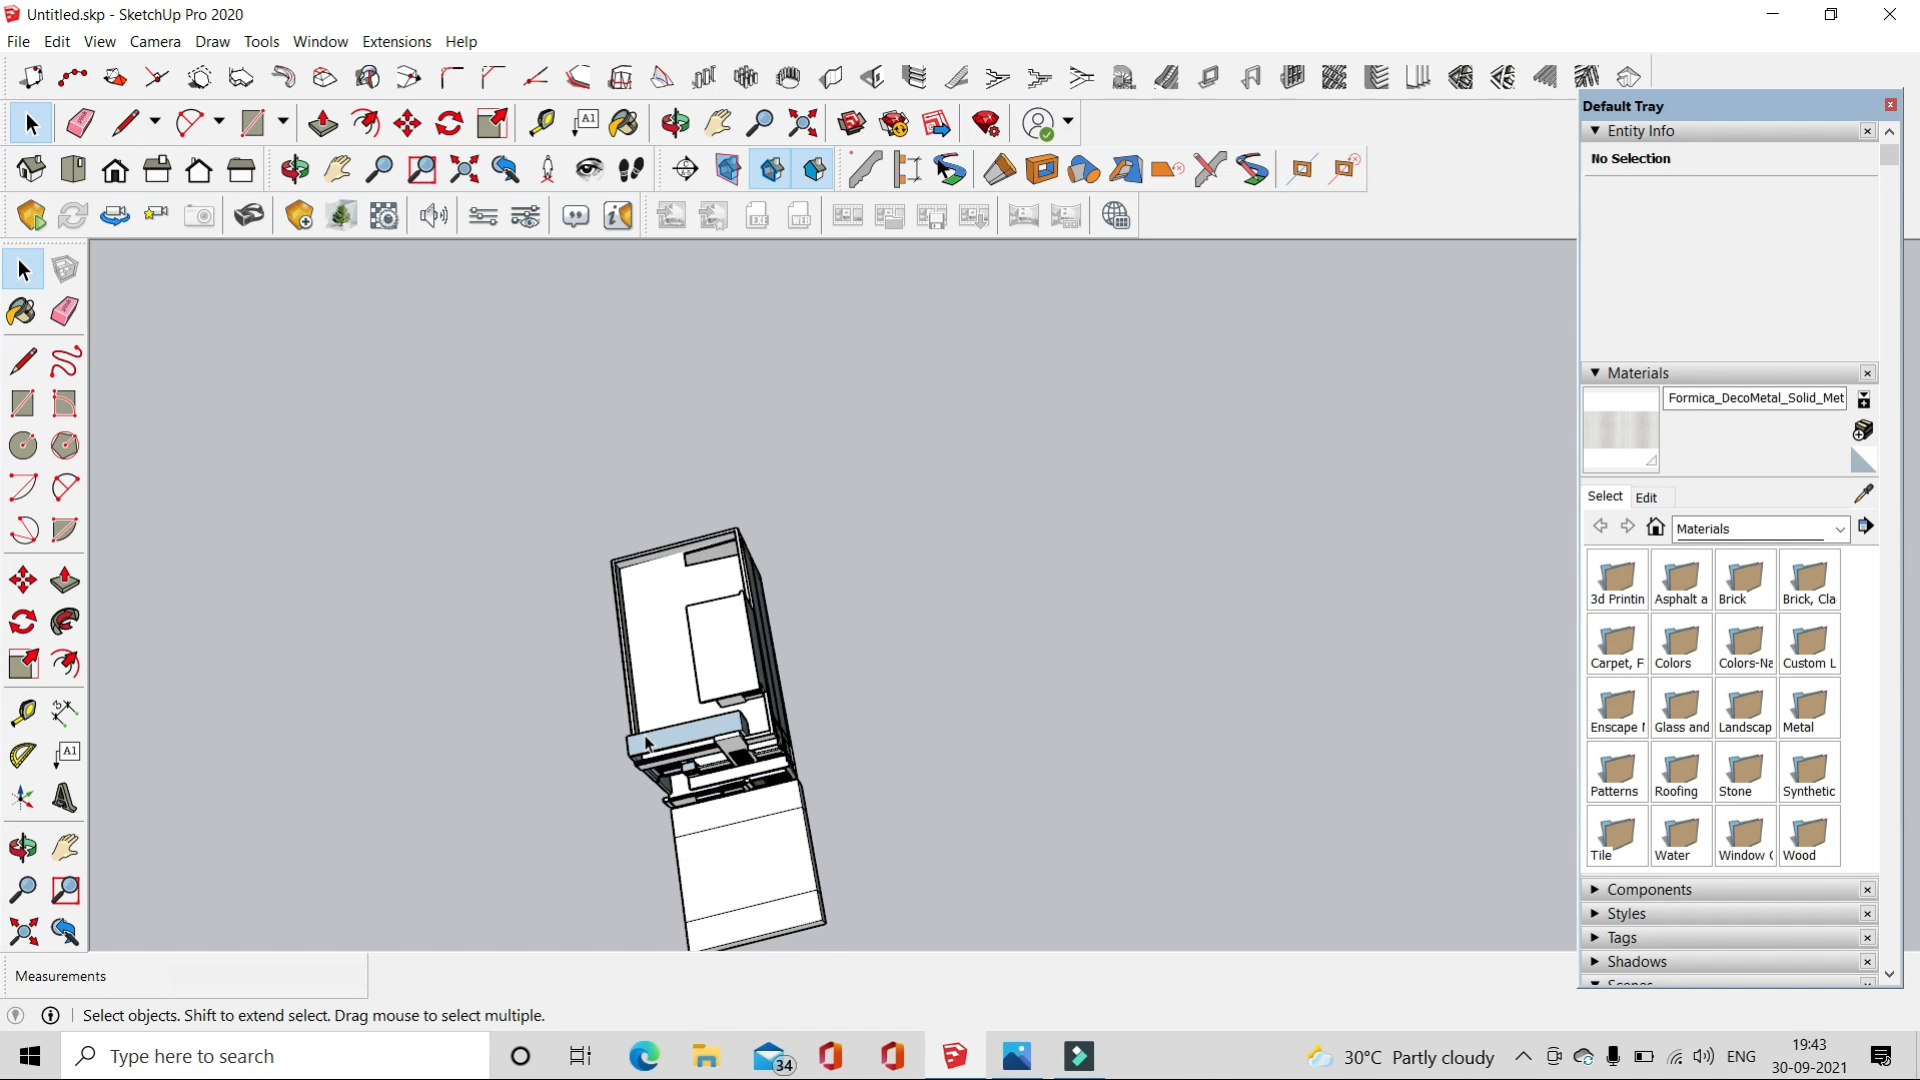 Untitled.skp - SketchUp Pro 2020
File Edit View Camera Draw Tools Window Extensions Help
Default Tray
Entity Info
No Selection
Materials
Formica_DecoMetal_Solid_Met
Select Edit
Materials
3d Printin Asphalt a Brick Brick, Cla
Carpet, F Colors Colors-Na Custom L
Enscape Glass and Landscap Metal
Patterns Roofing Stone Synthetic
Tile Water Window Wood
Components
Styles
Tags
Shadows
Scenes
A1
A1
Measurements
Select objects. Shift to extend select. Drag mouse to select multiple.
Type here to search
34
30°C Partly cloudy
ENG
19:43
30-09-2021